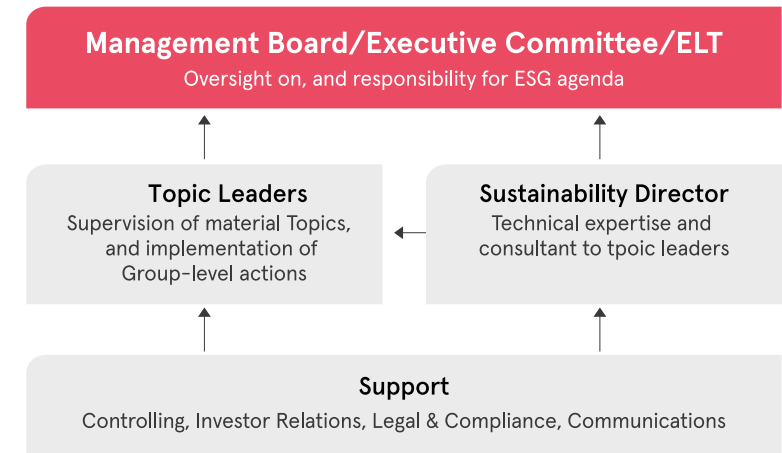 Management Board/Executive Committee/ELT
Oversight on, and responsibility for ESG agenda
Topic Leaders
Supervision of material Topics,
and implementation of
Group-level actions
Sustainability Director
Technical expertise and
consultant to tpoic leaders
Support
Controlling, Investor Relations, Legal & Compliance, Communications